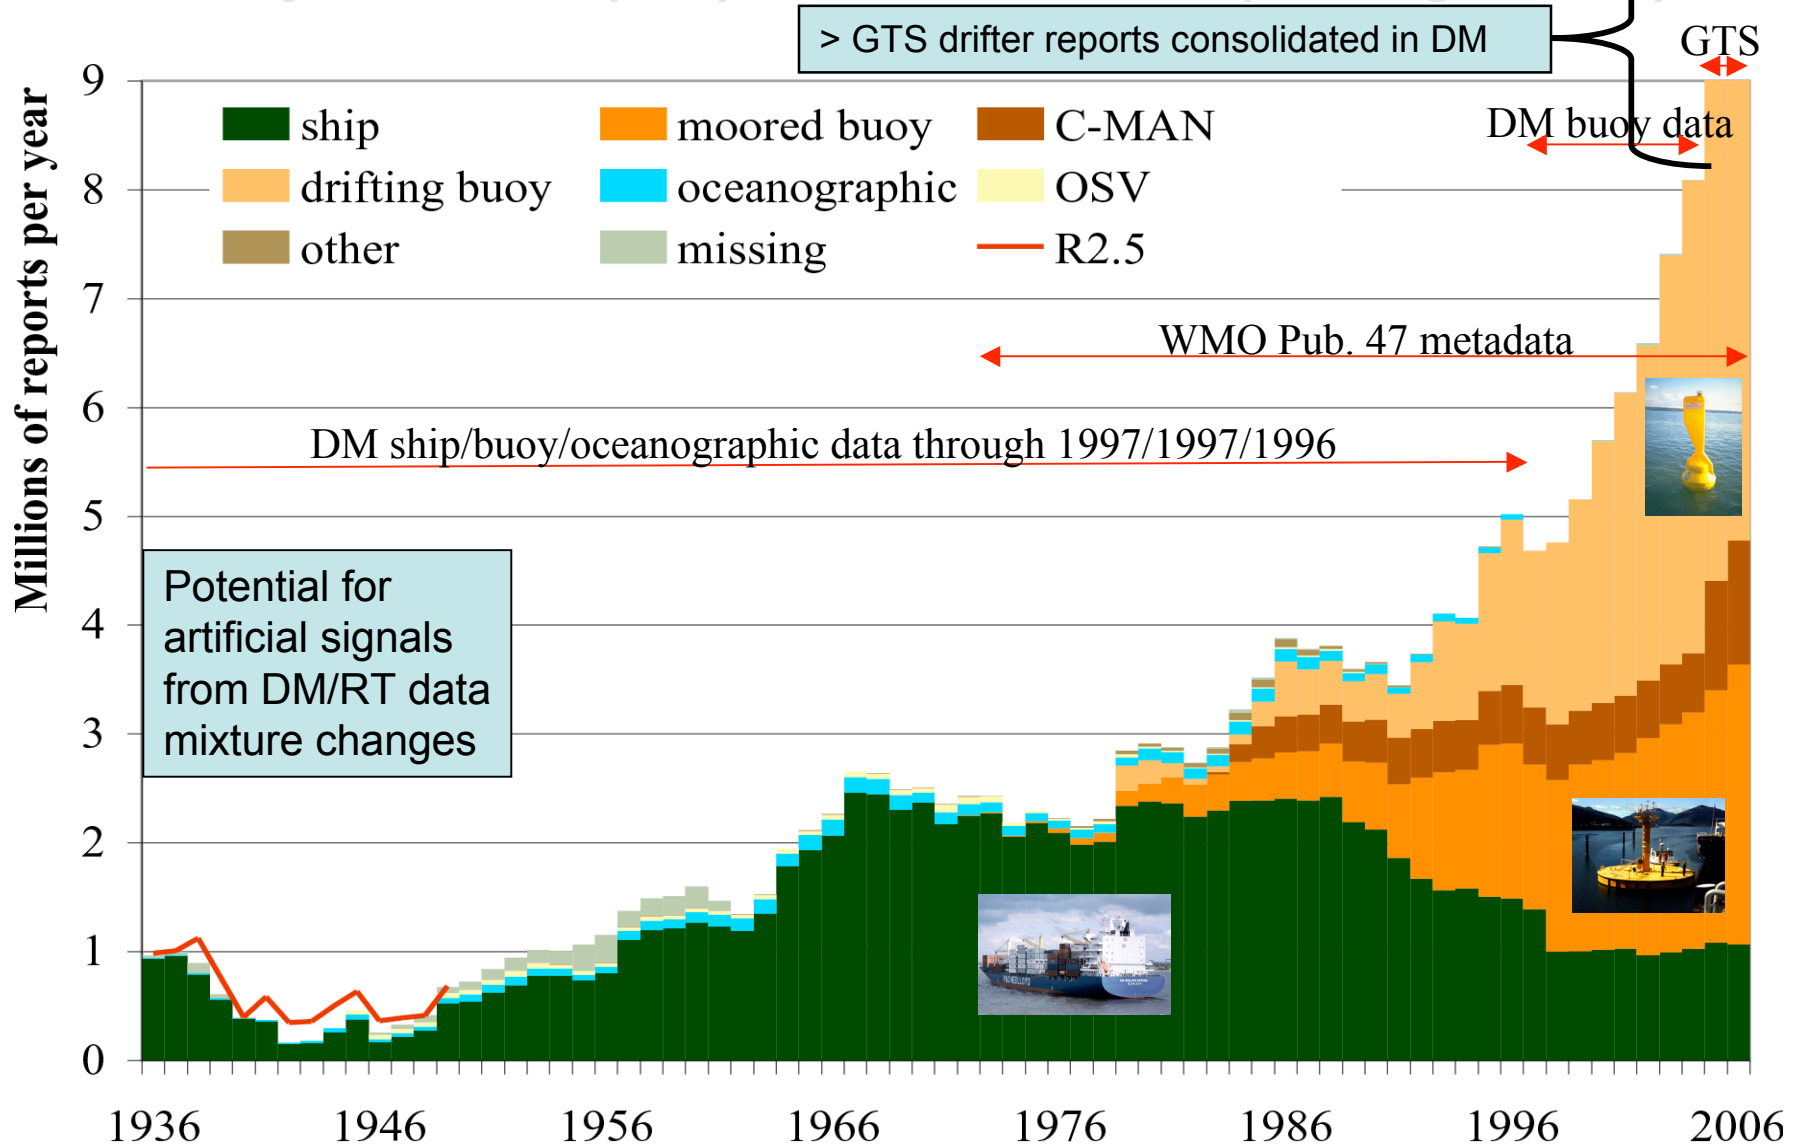 > GTS drifter reports consolidated in DM
GTS
DM buoy data
9
8
7
6
5
4
3
2
1
0
Millions of reports per year
ship
moored buoy
C-MAN
drifting buoy
oceanographic
OSV
other
missing
R2.5
WMO Pub. 47 metadata
DM ship/buoy/oceanographic data through 1997/1997/1996
Potential for
artificial signals
from DM/RT data
mixture changes
1936
1946
1956
1966
1976
1986
1996
2006